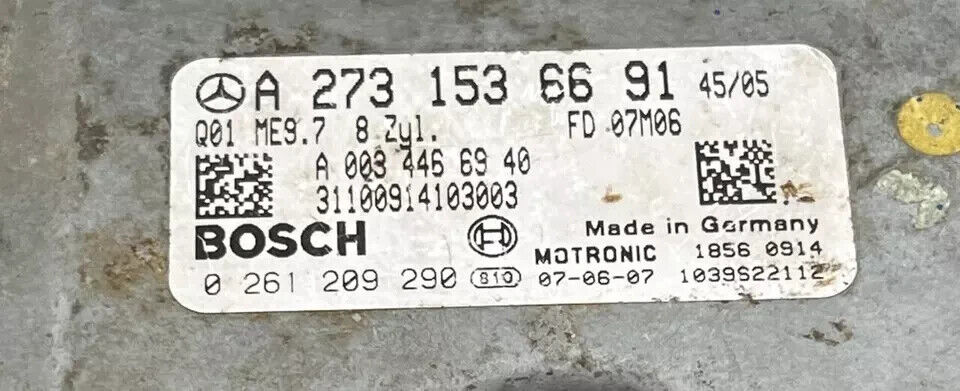 A 273 153 66 91 45/05
Q01 ME9.7 8 Zyl. FD 07M06
A 003 446 69 40
31100914103003
Made in Germany
BOSCH MOTRONIC 1856 0914
0 261 209 290 810 07-06-07 1039S22112